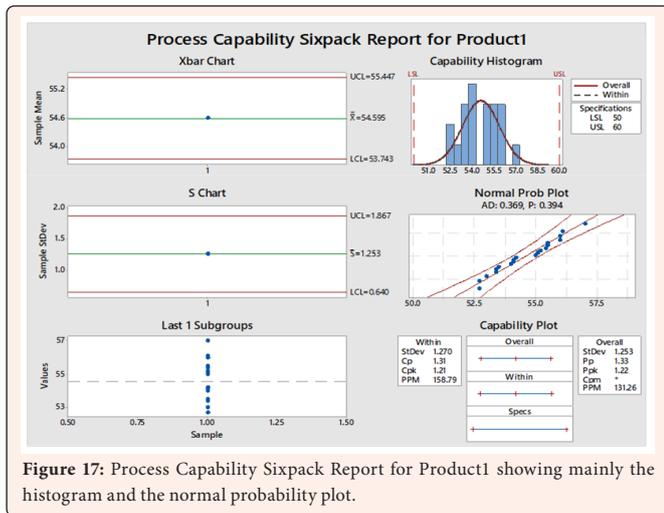 Process Capability Sixpack Report for Product1
Xbar Chart
Sample Mean
55.2
54.6
54.0
1
UCL=55.447
X̿=54.595
LCL=53.743
Capability Histogram
LSL
USL
51.0 52.5 54.0 55.5 57.0 58.5 60.0
Overall
Within
Specifications
LSL 50
USL 60
S Chart
Sample StDev
2.0
1.5
1.0
1
UCL=1.867
S̅=1.253
LCL=0.640
Normal Prob Plot
AD: 0.369, P: 0.394
50.0 52.5 55.0 57.5
Last 1 Subgroups
Values
57
55
53
0.50 0.75 1.00 1.25 1.50
Sample
Capability Plot
Within
StDev 1.270
Cp 1.31
Cpk 1.21
PPM 158.79
Overall
Within
Specs
Overall
StDev 1.253
Pp 1.33
Ppk 1.22
Cpm *
PPM 131.26
Figure 17: Process Capability Sixpack Report for Product1 showing mainly the
histogram and the normal probability plot.